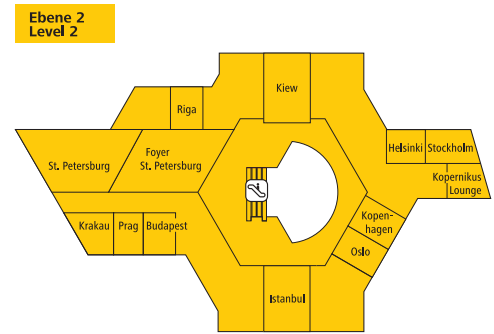 Ebene 2
Level 2
Kiew
Riga
Helsinki
Stockholm
St. Petersburg
Foyer
St. Petersburg
Kopernikus
Lounge
Kopen-
hagen
Krakau
Prag
Budapest
Oslo
Istanbul